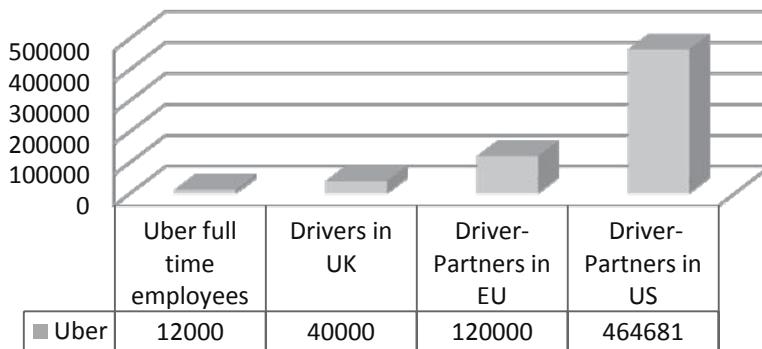 500000
400000
300000
200000
100000
0
Uber full
time
employees
Drivers in
UK
Driver-
Partners in
EU
Driver-
Partners in
US
Uber 12000 40000 120000 464681